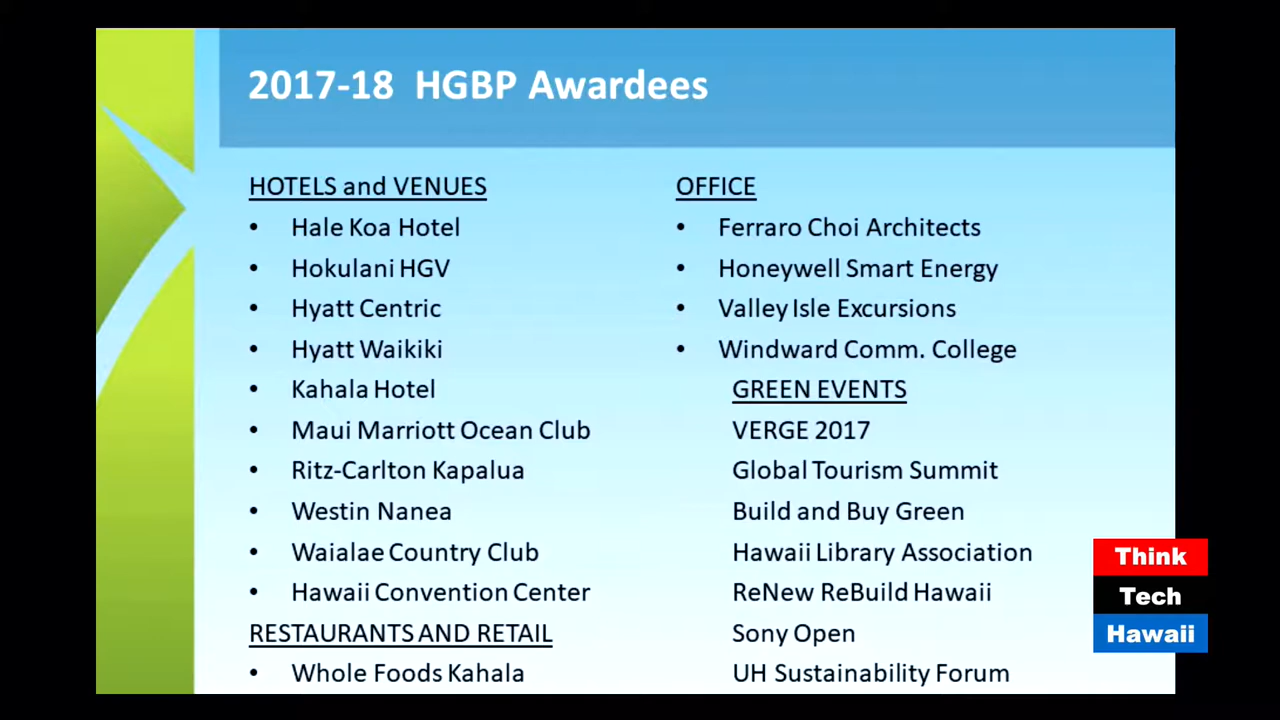 2017-18 HGBP Awardees
HOTELS and VENUES
Hale Koa Hotel
Hokulani HGV
Hyatt Centric
Hyatt Waikiki
Kahala Hotel
Maui Marriott Ocean Club
Ritz-Carlton Kapalua
Westin Nanea
Waialae Country Club
Hawaii Convention Center
RESTAURANTS AND RETAIL
Whole Foods Kahala
OFFICE
Ferraro Choi Architects
Honeywell Smart Energy
Valley Isle Excursions
Windward Comm. College
GREEN EVENTS
VERGE 2017
Global Tourism Summit
Build and Buy Green
Hawaii Library Association
ReNew ReBuild Hawaii
Sony Open
UH Sustainability Forum
Think
Tech
Hawaii